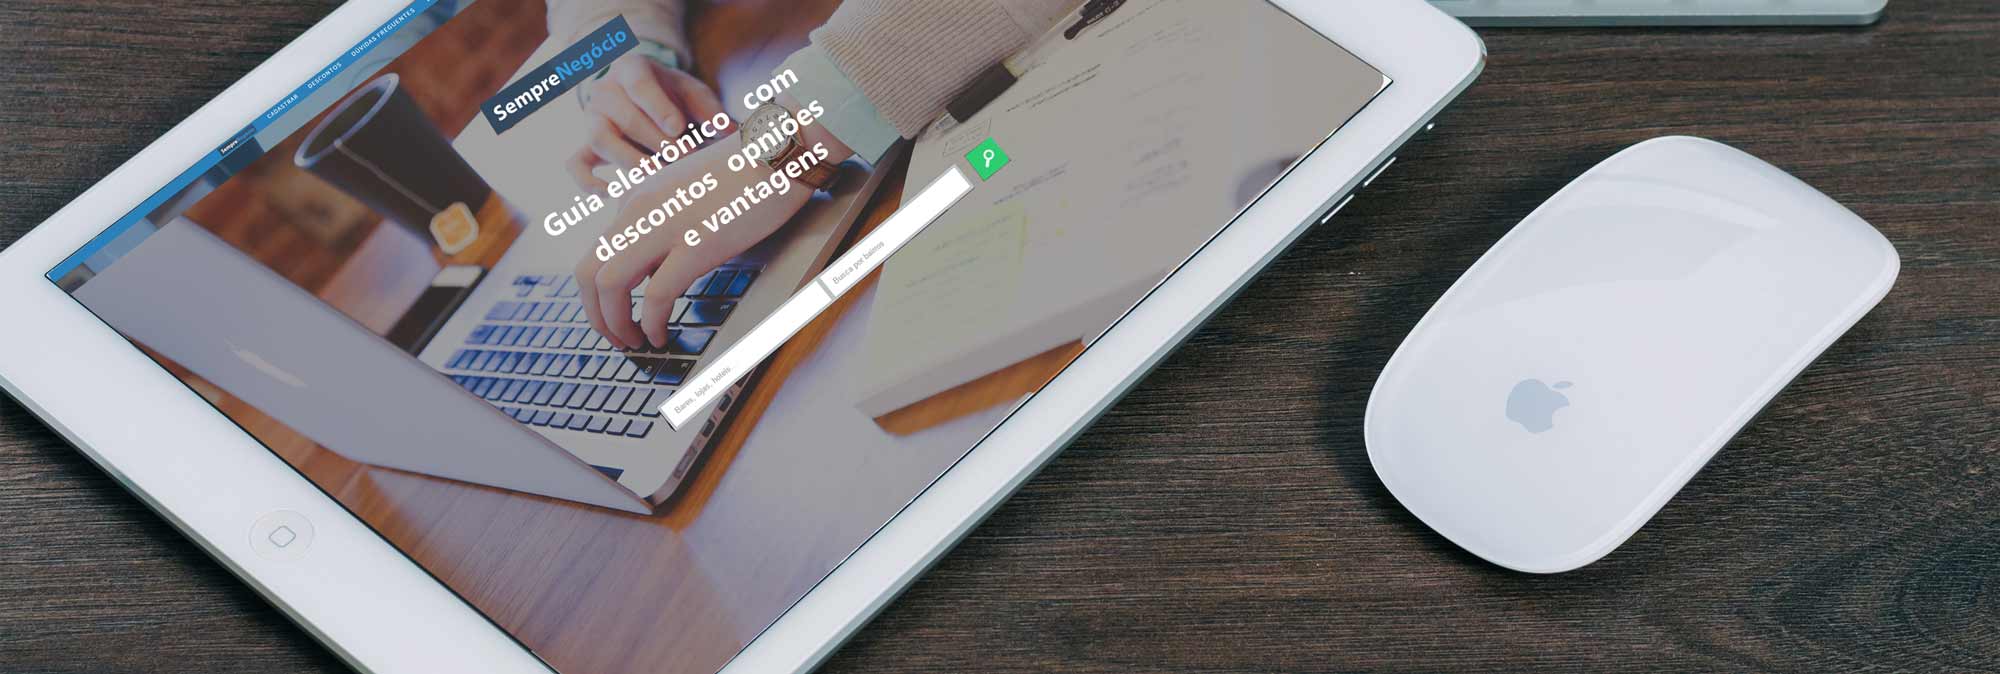 CADASTRAR DESCONTOS DÚVIDAS FREQUENTES
SempreNegócio
SempreNegócio
Guia eletrônico com
descontos opniões
e vantagens
Bares, lojas, hoteis...
Busca por bairros